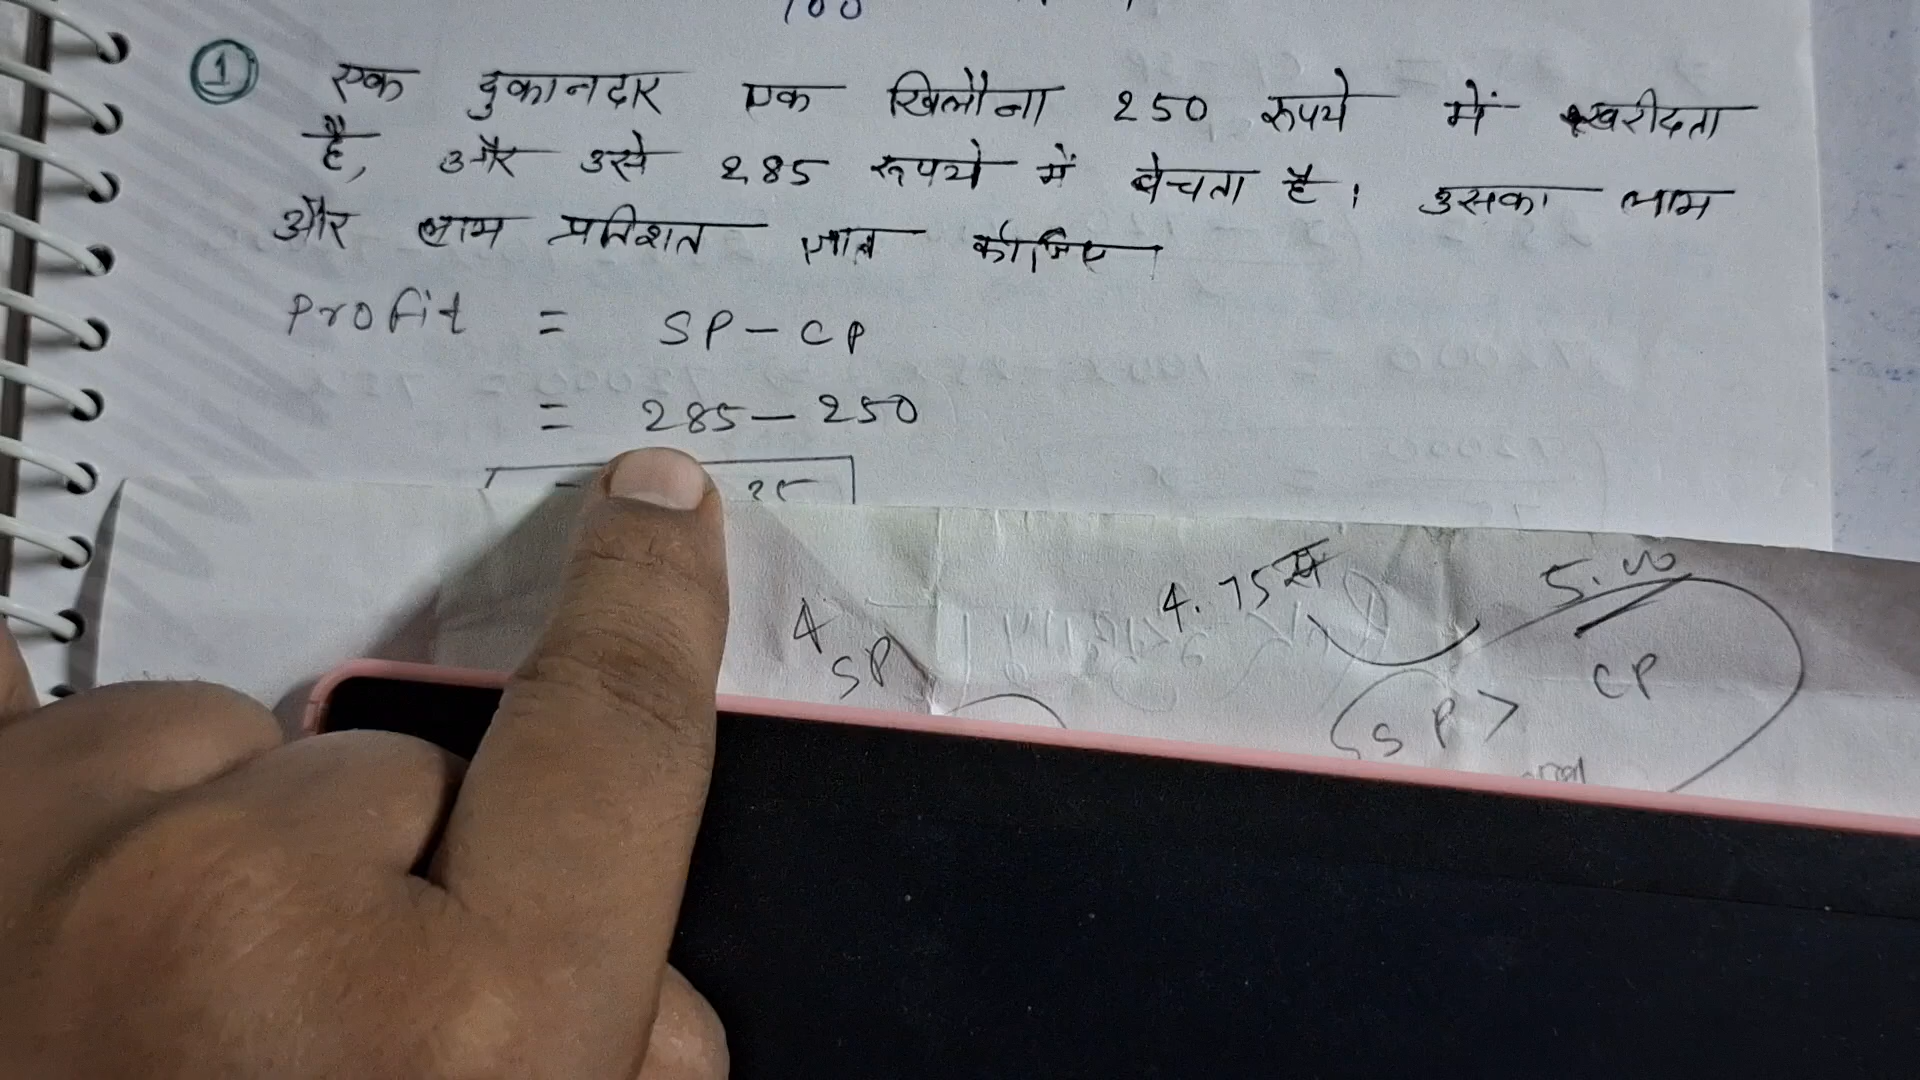 100
1
एक दुकानदार एक खिलौना 250 रुपये में खरीदता
है, और उसे 285 रूपये में बेचता है। उसका लाभ
और लाभ प्रतिशत ज्ञात कीजिए।
Profit = SP - CP
= 285 - 250
4.75 5.00
SP
CP
SP >